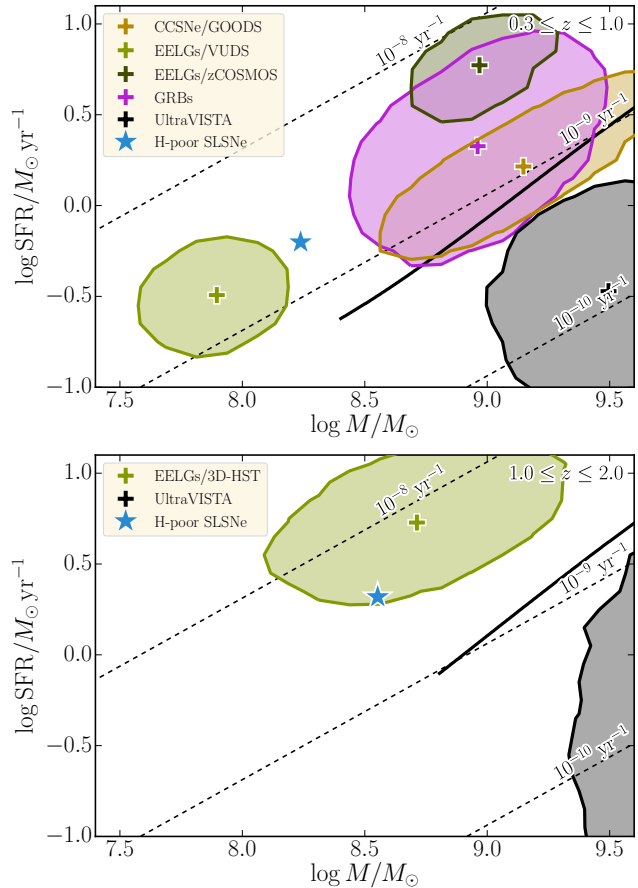 CCSNe/GOODS
EELGs/VUDS
EELGs/zCOSMOS
GRBs
UltraVISTA
H-poor SLSNe
10⁻⁸ yr⁻¹
0.3 ≤ z ≤ 1.0
10⁻⁹ yr⁻¹
10⁻¹⁰ yr⁻¹
1.0
0.5
0.0
−0.5
−1.0
log SFR/M⊙ yr⁻¹
7.5 8.0 8.5 9.0 9.5
log M/M⊙
EELGs/3D-HST
UltraVISTA
H-poor SLSNe
10⁻⁸ yr⁻¹
1.0 ≤ z ≤ 2.0
10⁻⁹ yr⁻¹
10⁻¹⁰ yr⁻¹
1.0
0.5
0.0
−0.5
−1.0
log SFR/M⊙ yr⁻¹
7.5 8.0 8.5 9.0 9.5
log M/M⊙